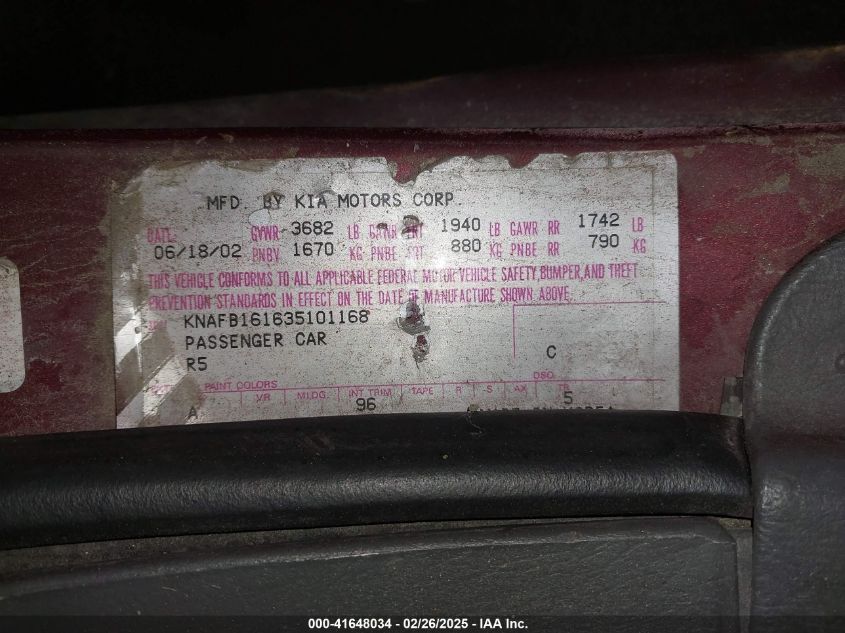 MFD. BY KIA MOTORS CORP.
DATE: GVWR 3682 LB GAWR FRT 1940 LB GAWR RR 1742 LB
06/18/02 PNBV 1670 KG PNBE FRT 880 KG PNBE RR 790 KG
THIS VEHICLE CONFORMS TO ALL APPLICABLE FEDERAL MOTOR VEHICLE SAFETY, BUMPER, AND THEFT
PREVENTION STANDARDS IN EFFECT ON THE DATE OF MANUFACTURE SHOWN ABOVE.
KNAFB161635101168
PASSENGER CAR
R5 C
DSO
PAINT COLORS
VR MLDG INT TRIM TAPE R S AX TR
A 96 5
000-41648034 / 02/26/2025 - IAA Inc.